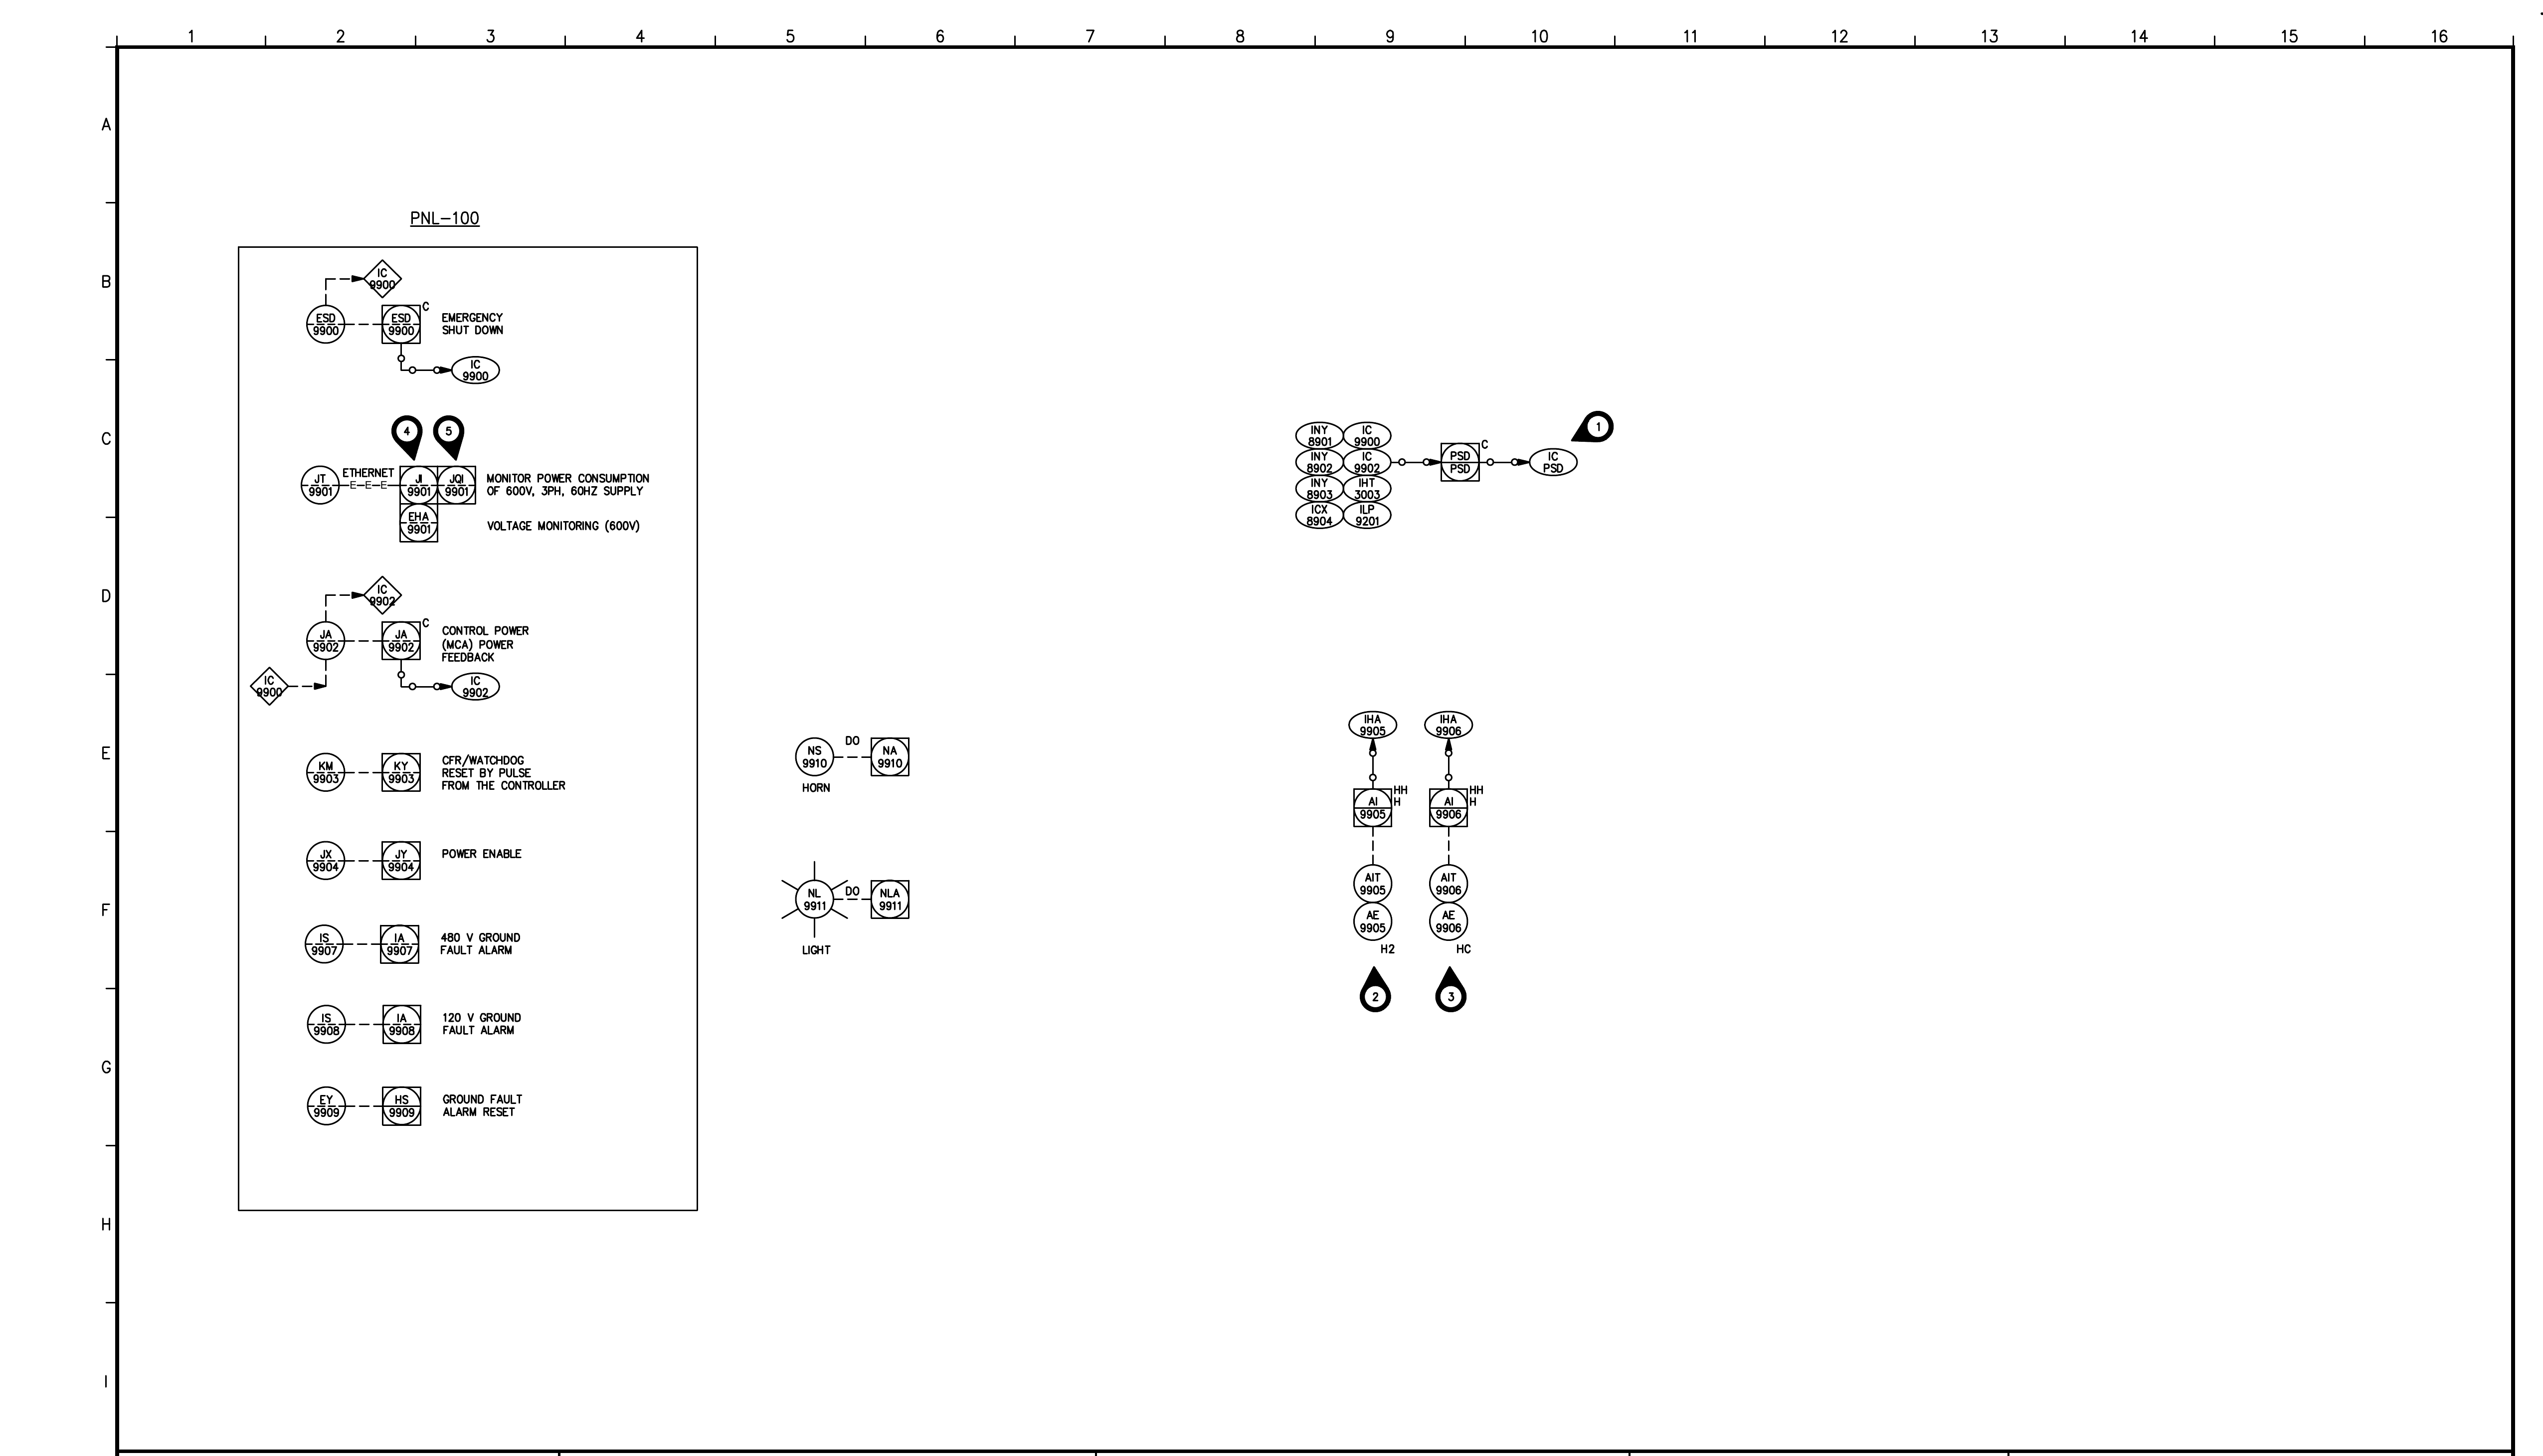 1 2 3 4 5 6 7 8 9 10 11 12 13 14 15 16
A
B
C
D
E
F
G
H
I
PNL-100
IC
9900
ESD
9900
ESD
9900
C
EMERGENCY
SHUT DOWN
IC
9900
4
5
JT
9901
ETHERNET
E E E
JI
9901
JQI
9901
MONITOR POWER CONSUMPTION
OF 600V, 3PH, 60HZ SUPPLY
EHA
9901
VOLTAGE MONITORING (600V)
IC
9902
JA
9902
JA
9902
C
CONTROL POWER
(MCA) POWER
FEEDBACK
IC
9900
IC
9902
KM
9903
KY
9903
CFR/WATCHDOG
RESET BY PULSE
FROM THE CONTROLLER
JX
9904
JY
9904
POWER ENABLE
IS
9907
IA
9907
480 V GROUND
FAULT ALARM
IS
9908
IA
9908
120 V GROUND
FAULT ALARM
EY
9909
HS
9909
GROUND FAULT
ALARM RESET
NS
9910
DO
NA
9910
HORN
NL
9911
DO
NLA
9911
LIGHT
INY
8901
IC
9900
INY
8902
IC
9902
INY
8903
IHT
3003
ICX
8904
ILP
9201
PSD
PSD
C
IC
PSD
1
IHA
9905
IHA
9906
AI
9905
HH
H
AI
9906
HH
H
AIT
9905
AIT
9906
AE
9905
AE
9906
H2
HC
2
3